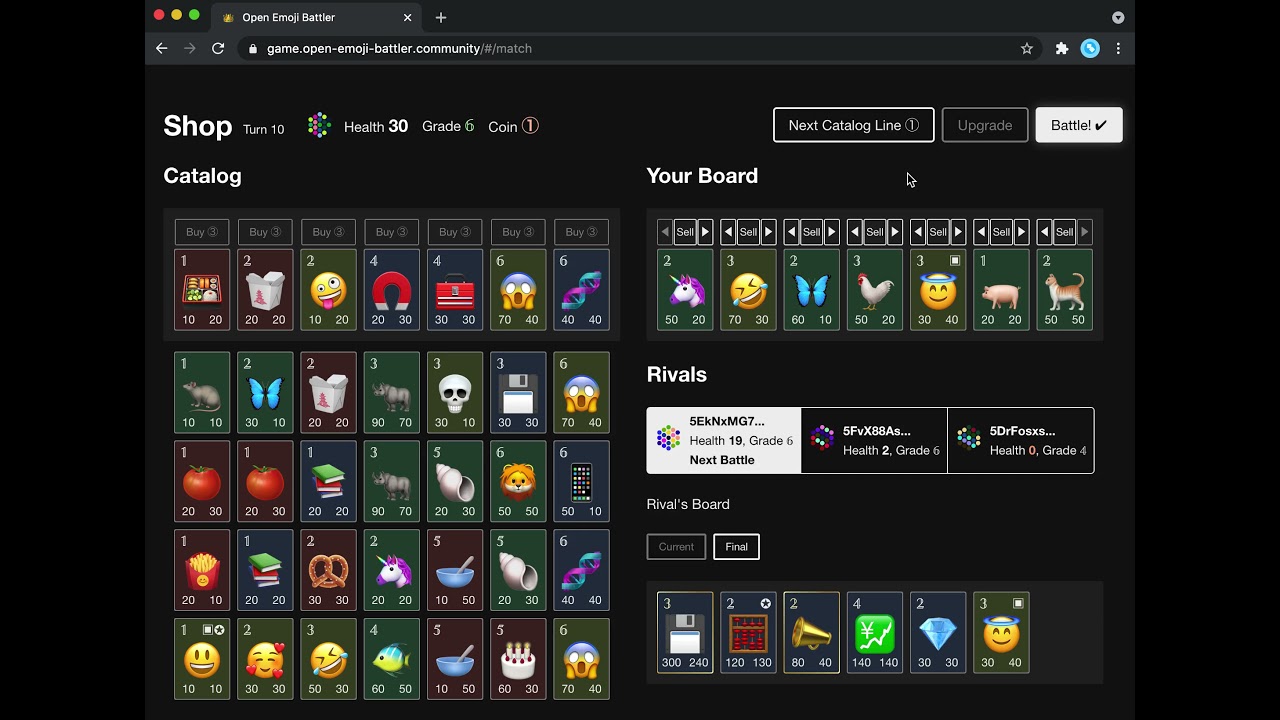 Open Emoji Battler
game.open-emoji-battler.community/#/match
Shop Turn 10 Health 30 Grade 6 Coin ①
Next Catalog Line ① Upgrade Battle! ✔
Catalog
Your Board
Buy ③ Buy ③ Buy ③ Buy ③ Buy ③ Buy ③ Buy ③
Sell Sell Sell Sell Sell Sell Sell
1 2 2 4 4 6 6
10 20 20 20 10 20 20 30 20 30 70 40 40 40
2 3 2 3 3 1 2
50 20 70 30 60 10 50 20 30 40 20 20 50 50
1 2 2 3 3 3 6
10 10 30 10 20 20 90 70 30 10 30 30 70 40
Rivals
5EkNxMG7...
Health 19, Grade 6
Next Battle
5FvX88As...
Health 2, Grade 6
5DrFosxs...
Health 0, Grade 4
1 1 1 3 5 6 6
20 30 20 30 20 20 90 70 20 30 50 50 50 10
Rival's Board
Current Final
1 1 2 2 5 5 6
20 10 20 20 30 30 20 20 10 50 20 30 40 40
1 2 3 4 5 5 6
10 10 30 30 50 30 60 50 10 50 60 30 70 40
3 2 2 4 2 3
¥
300 240 120 130 80 40 140 140 30 30 30 40